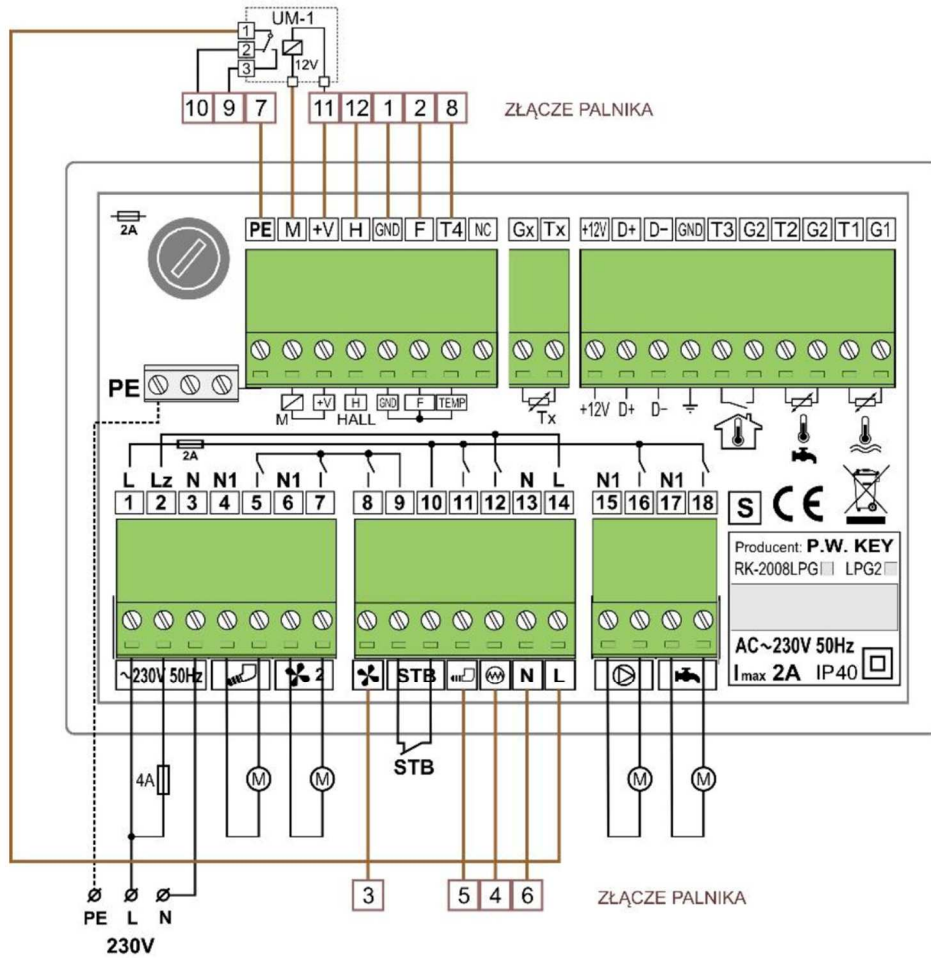 UM-1
1
2
3
12V
10 9 7 11 12 1 2 8 ZŁĄCZE PALNIKA
2A
PE M +V H GND F T4 NC Gx Tx +12V D+ D- GND T3 G2 T2 G2 T1 G1
PE
M +V H HALL GND F TEMP Tx +12V D+ D-
2A
L Lz N N1 N1 N L N1 N1
1 2 3 4 5 6 7 8 9 10 11 12 13 14 15 16 17 18
S CE
Producent: P.W. KEY
RK-2008LPG LPG2
AC~230V 50Hz
Imax 2A IP40
~230V 50Hz 2 STB N L
STB
4A M M M M
3 5 4 6 ZŁĄCZE PALNIKA
PE L N
230V